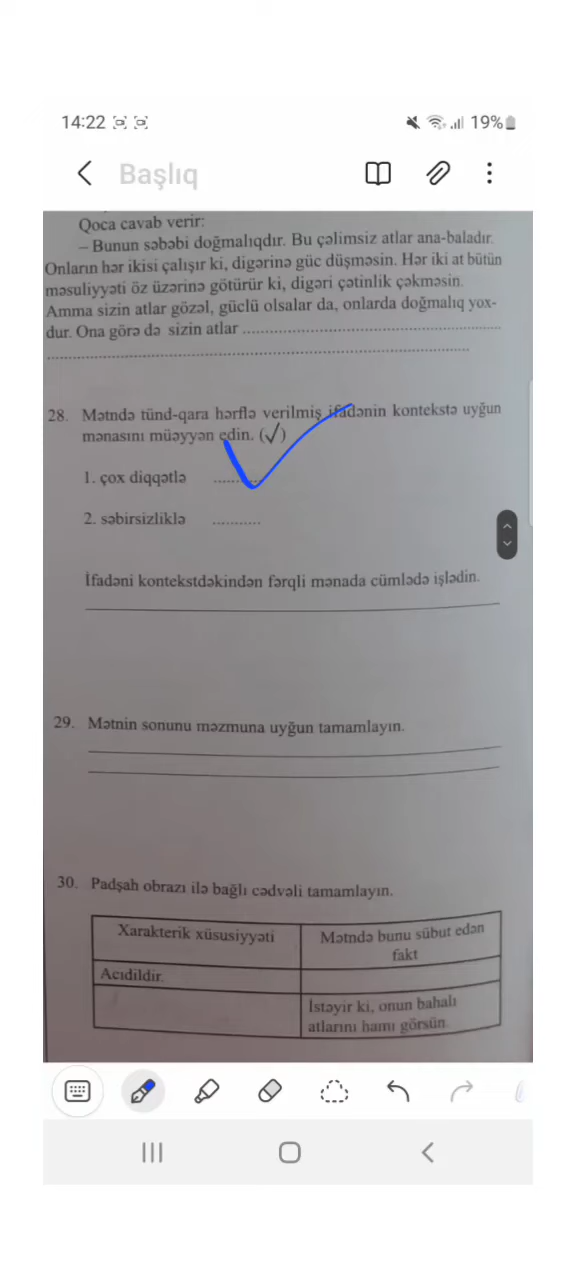 14:22 19%
Başlıq
Qoca cavab verir:
– Bunun səbəbi doğmalıqdır. Bu çəlimsiz atlar ana-baladır.
Onların hər ikisi çalışır ki, digərinə güc düşməsin. Hər iki at bütün
məsuliyyəti öz üzərinə götürür ki, digəri çətinlik çəkməsin.
Amma sizin atlar gözəl, güclü olsalar da, onlarda doğmalıq yox-
dur. Ona görə də sizin atlar ......................................................
..........................................................................................
28. Mətndə tünd-qara hərflə verilmiş ifadənin kontekstə uyğun
mənasını müəyyən edin. (✓)
1. çox diqqətlə ...........
2. səbirsizliklə ...........
İfadəni kontekstdəkindən fərqli mənada cümlədə işlədin.
29. Mətnin sonunu məzmuna uyğun tamamlayın.
30. Padşah obrazı ilə bağlı cədvəli tamamlayın.
Xarakterik xüsusiyyəti Mətndə bunu sübut edən
fakt
Acıdildir.
İstəyir ki, onun bahalı
atlarını hamı görsün.